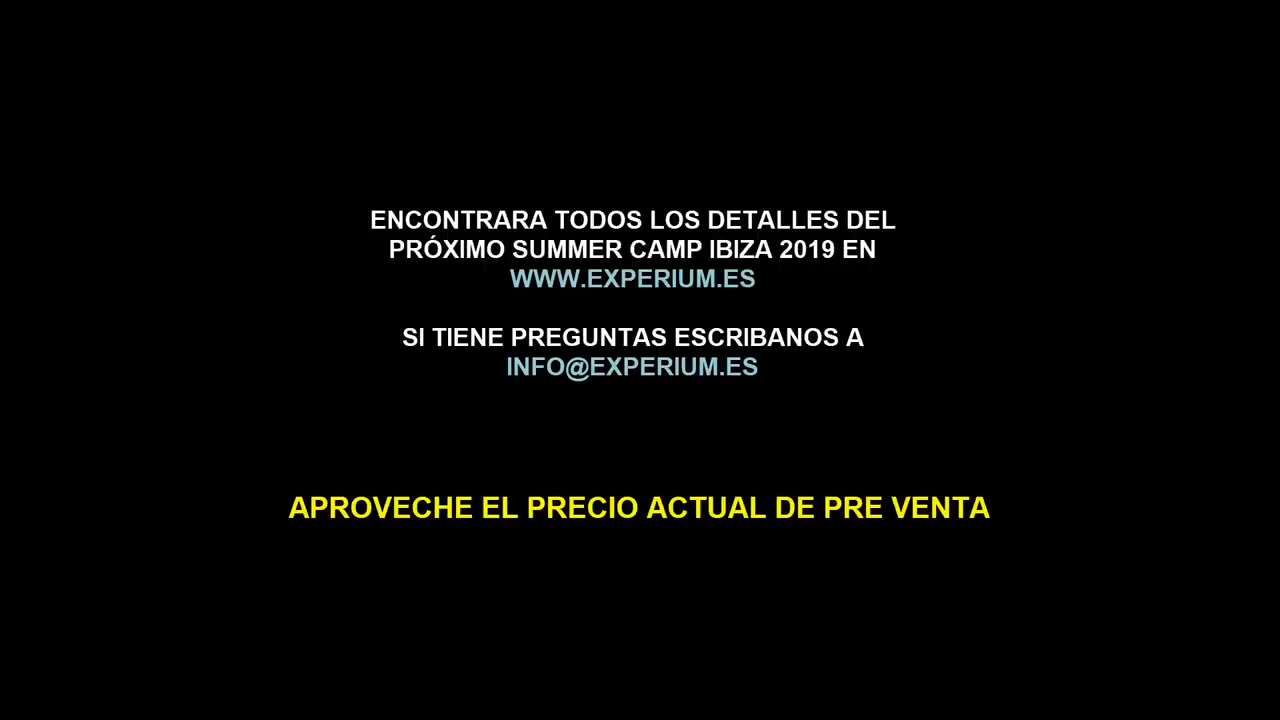 ENCONTRARA TODOS LOS DETALLES DEL
PRÓXIMO SUMMER CAMP IBIZA 2019 EN
WWW.EXPERIUM.ES
SI TIENE PREGUNTAS ESCRIBANOS A
INFO@EXPERIUM.ES
APROVECHE EL PRECIO ACTUAL DE PRE VENTA